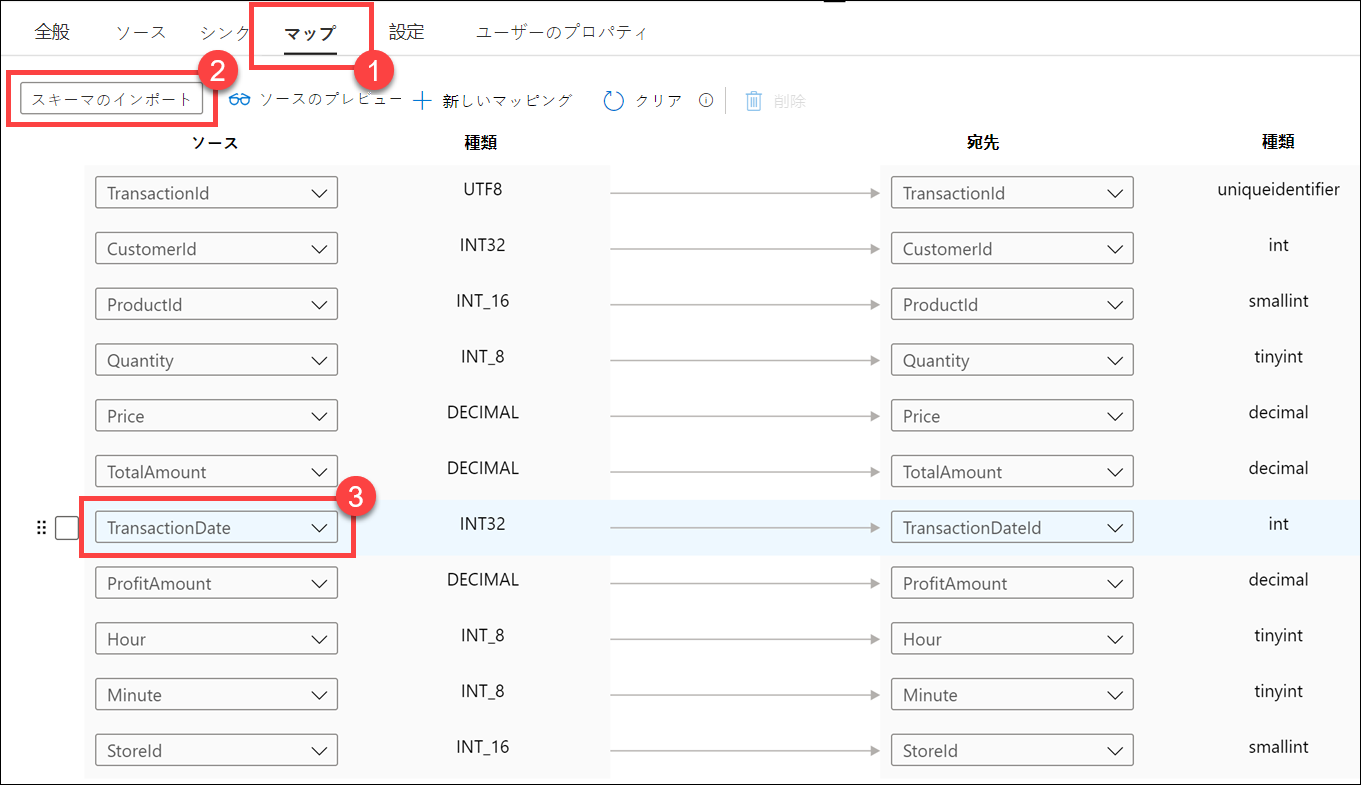 全般 ソース シンク マップ 設定 ユーザーのプロパティ
1
2
スキーマのインポート ソースのプレビュー 新しいマッピング クリア 削除
ソース 種類 宛先 種類
TransactionId UTF8 TransactionId uniqueidentifier
CustomerId INT32 CustomerId int
ProductId INT_16 ProductId smallint
Quantity INT_8 Quantity tinyint
Price DECIMAL Price decimal
TotalAmount DECIMAL TotalAmount decimal
3
TransactionDate INT32 TransactionDateId int
ProfitAmount DECIMAL ProfitAmount decimal
Hour INT_8 Hour tinyint
Minute INT_8 Minute tinyint
StoreId INT_16 StoreId smallint